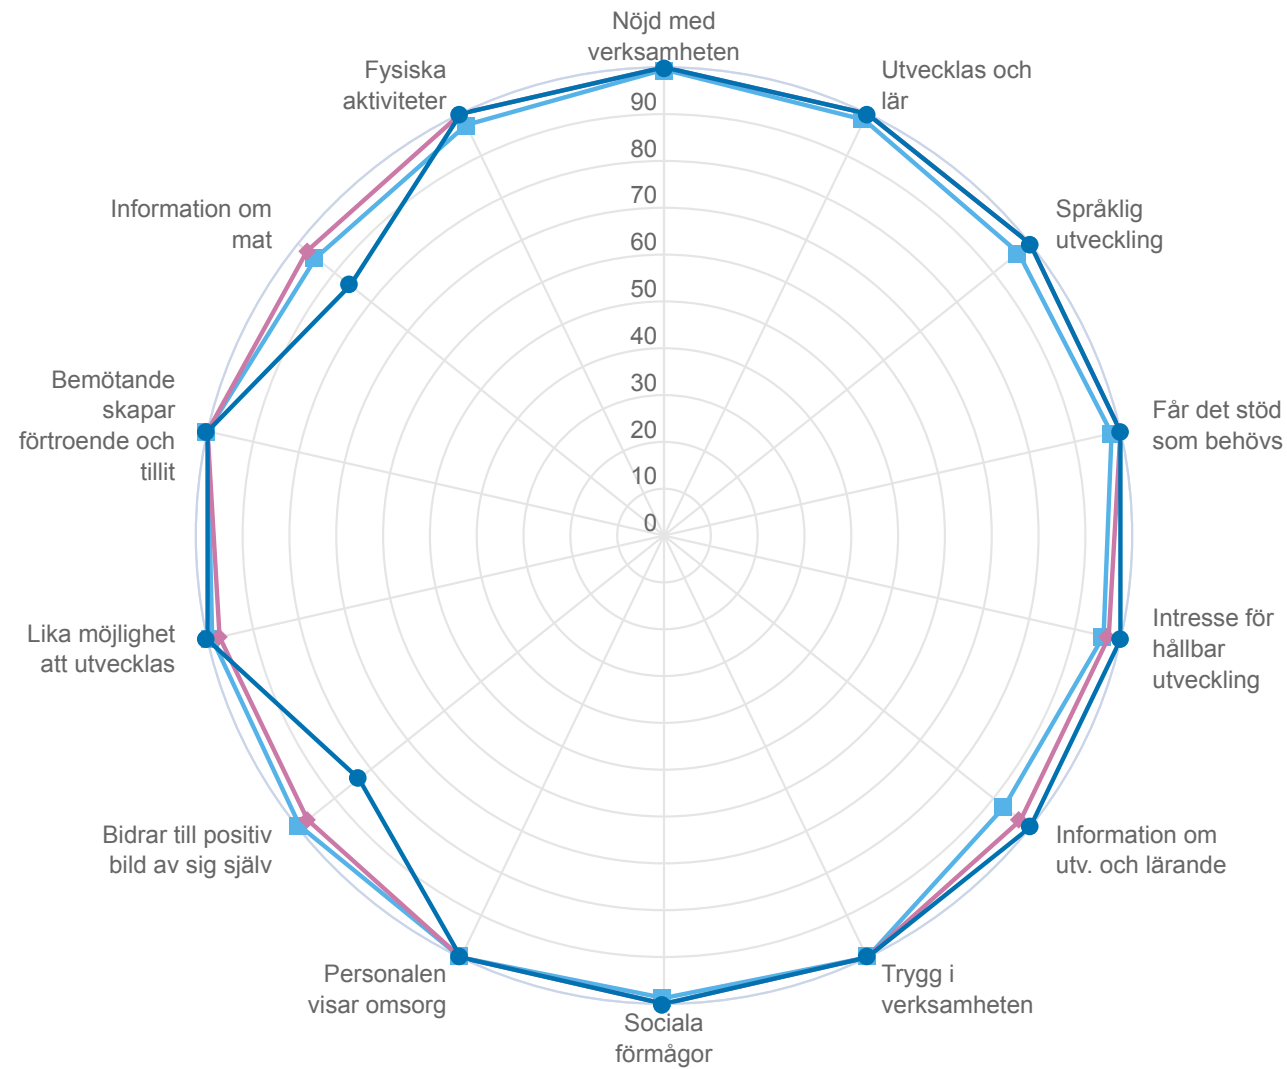 Nöjd med
verksamheten
Utvecklas och
lär
Språklig
utveckling
Får det stöd
som behövs
Intresse för
hållbar
utveckling
Information om
utv. och lärande
Trygg i
verksamheten
Sociala
förmågor
Personalen
visar omsorg
Bidrar till positiv
bild av sig själv
Lika möjlighet
att utvecklas
Bemötande
skapar
förtroende och
tillit
Information om
mat
Fysiska
aktiviteter
90
80
70
60
50
40
30
20
10
0